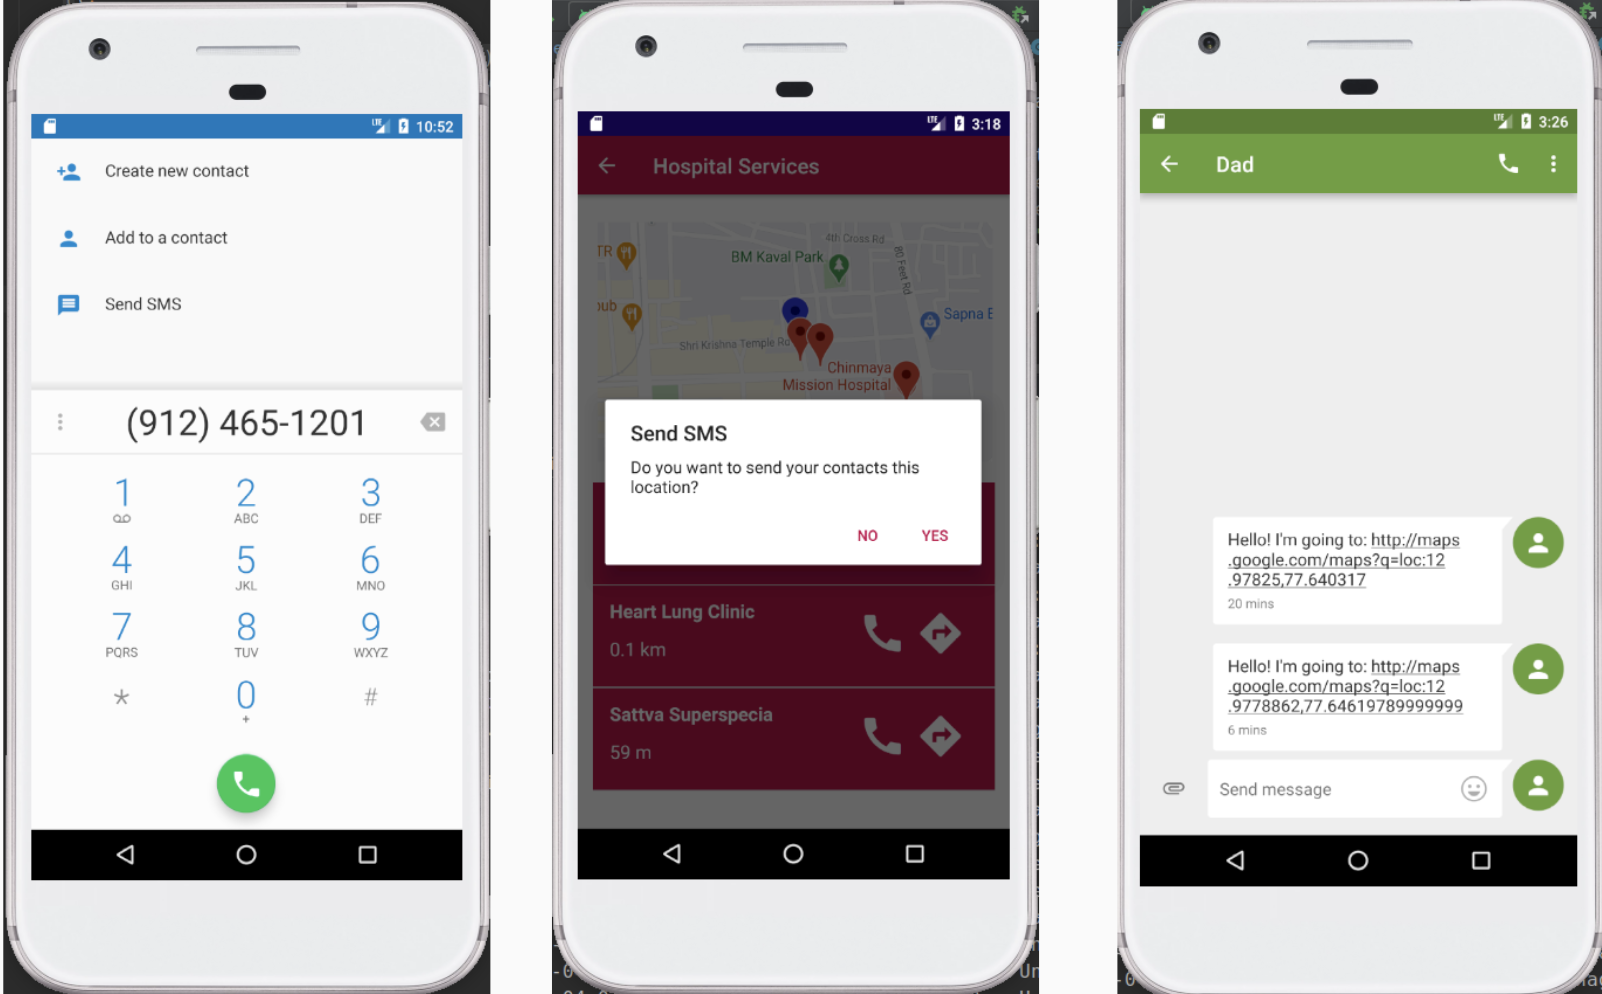 LTE 10:52
Create new contact
Add to a contact
Send SMS
(912) 465-1201
1 2 3
ABC DEF
4 5 6
GHI JKL MNO
7 8 9
PQRS TUV WXYZ
* 0 #
+
LTE 3:18
Hospital Services
4th Cross Rd
TR
BM Kaval Park
80 Feet Rd
Sapna
Shri Krishna Temple Rd
Chinmaya
Mission Hospital
Send SMS
Do you want to send your contacts this
location?
NO YES
Heart Lung Clinic
0.1 km
Sattva Superspecia
59 m
LTE 3:26
Dad
Hello! I'm going to: http://maps
.google.com/maps?q=loc:12
.97825,77.640317
20 mins
Hello! I'm going to: http://maps
.google.com/maps?q=loc:12
.9778862,77.64619789999999
6 mins
Send message